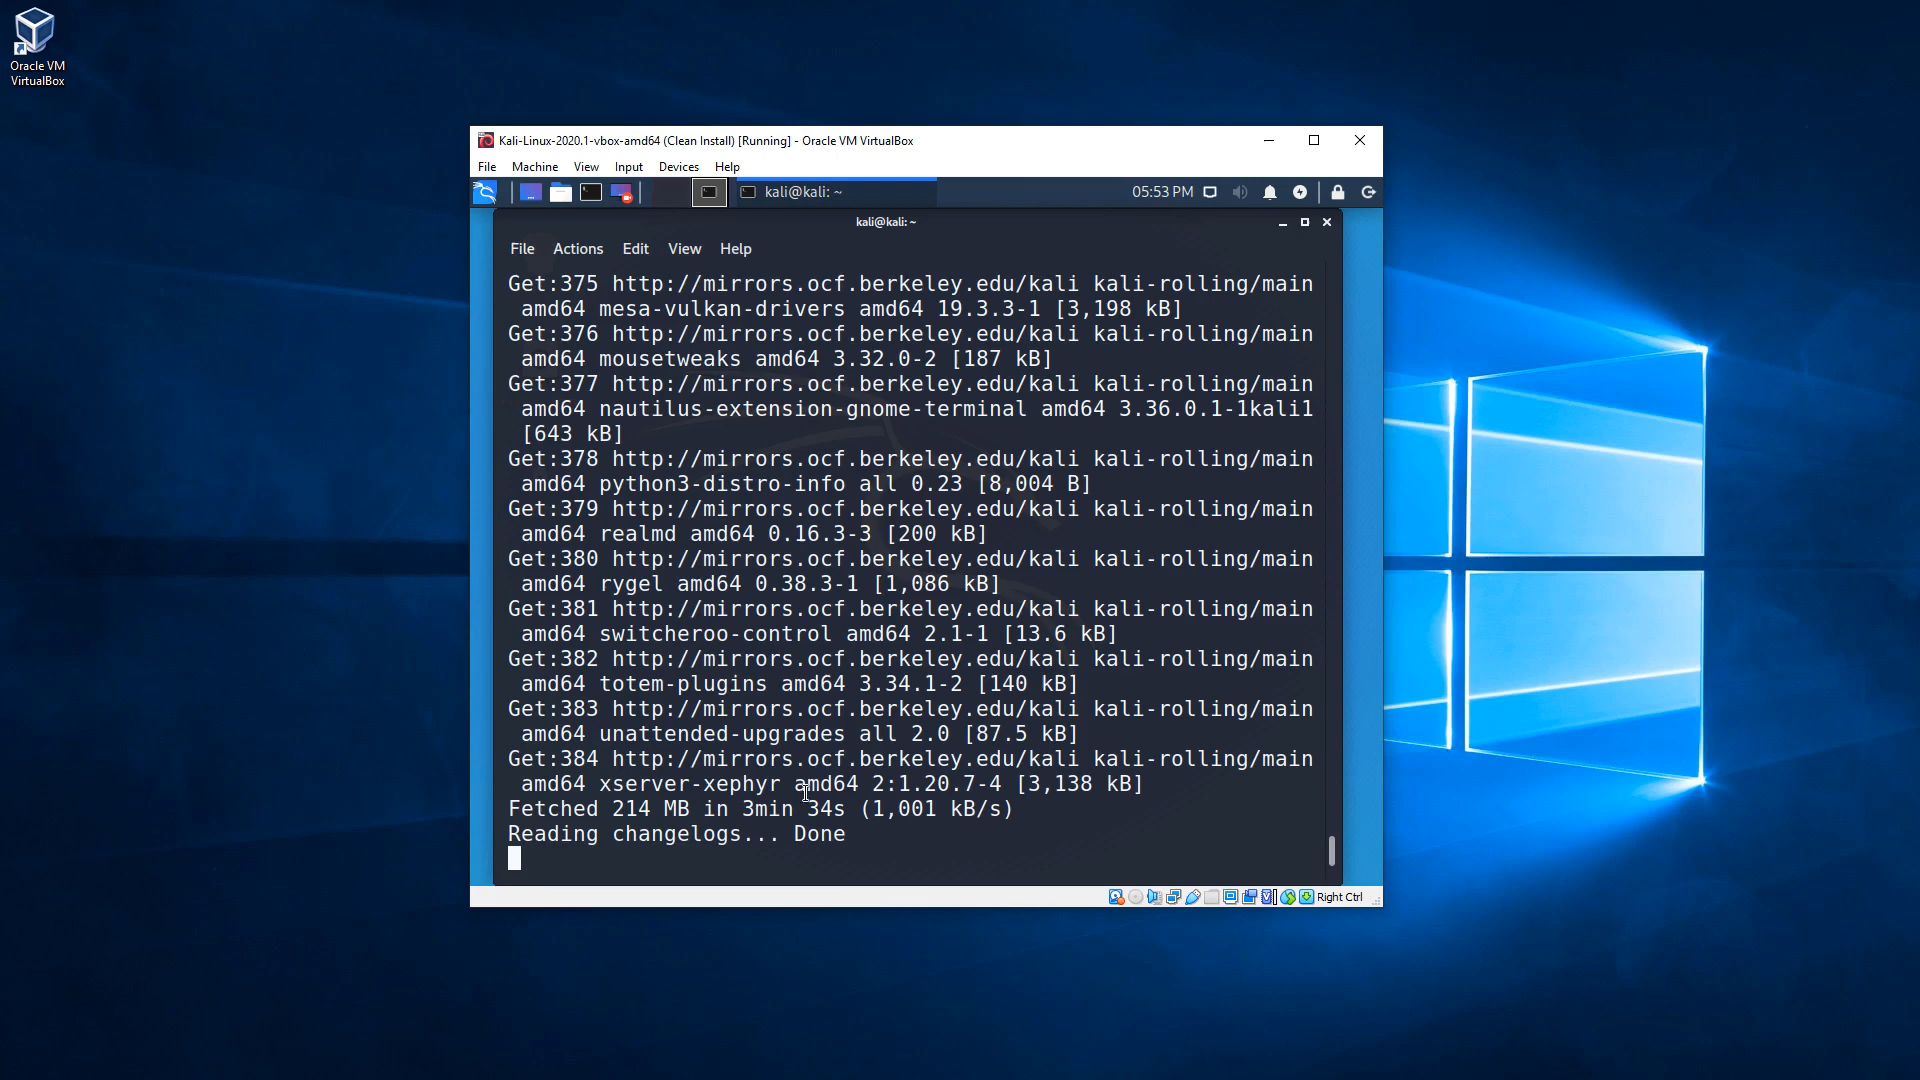 Oracle VM
VirtualBox
Kali-Linux-2020.1-vbox-amd64 (Clean Install) [Running] - Oracle VM VirtualBox
File Machine View Input Devices Help
kali@kali: ~
05:53 PM
kali@kali: ~
File Actions Edit View Help
Get:375 http://mirrors.ocf.berkeley.edu/kali kali-rolling/main
amd64 mesa-vulkan-drivers amd64 19.3.3-1 [3,198 kB]
Get:376 http://mirrors.ocf.berkeley.edu/kali kali-rolling/main
amd64 mousetweaks amd64 3.32.0-2 [187 kB]
Get:377 http://mirrors.ocf.berkeley.edu/kali kali-rolling/main
amd64 nautilus-extension-gnome-terminal amd64 3.36.0.1-1kali1
[643 kB]
Get:378 http://mirrors.ocf.berkeley.edu/kali kali-rolling/main
amd64 python3-distro-info all 0.23 [8,004 B]
Get:379 http://mirrors.ocf.berkeley.edu/kali kali-rolling/main
amd64 realmd amd64 0.16.3-3 [200 kB]
Get:380 http://mirrors.ocf.berkeley.edu/kali kali-rolling/main
amd64 rygel amd64 0.38.3-1 [1,086 kB]
Get:381 http://mirrors.ocf.berkeley.edu/kali kali-rolling/main
amd64 switcheroo-control amd64 2.1-1 [13.6 kB]
Get:382 http://mirrors.ocf.berkeley.edu/kali kali-rolling/main
amd64 totem-plugins amd64 3.34.1-2 [140 kB]
Get:383 http://mirrors.ocf.berkeley.edu/kali kali-rolling/main
amd64 unattended-upgrades all 2.0 [87.5 kB]
Get:384 http://mirrors.ocf.berkeley.edu/kali kali-rolling/main
amd64 xserver-xephyr amd64 2:1.20.7-4 [3,138 kB]
Fetched 214 MB in 3min 34s (1,001 kB/s)
Reading changelogs... Done
Right Ctrl